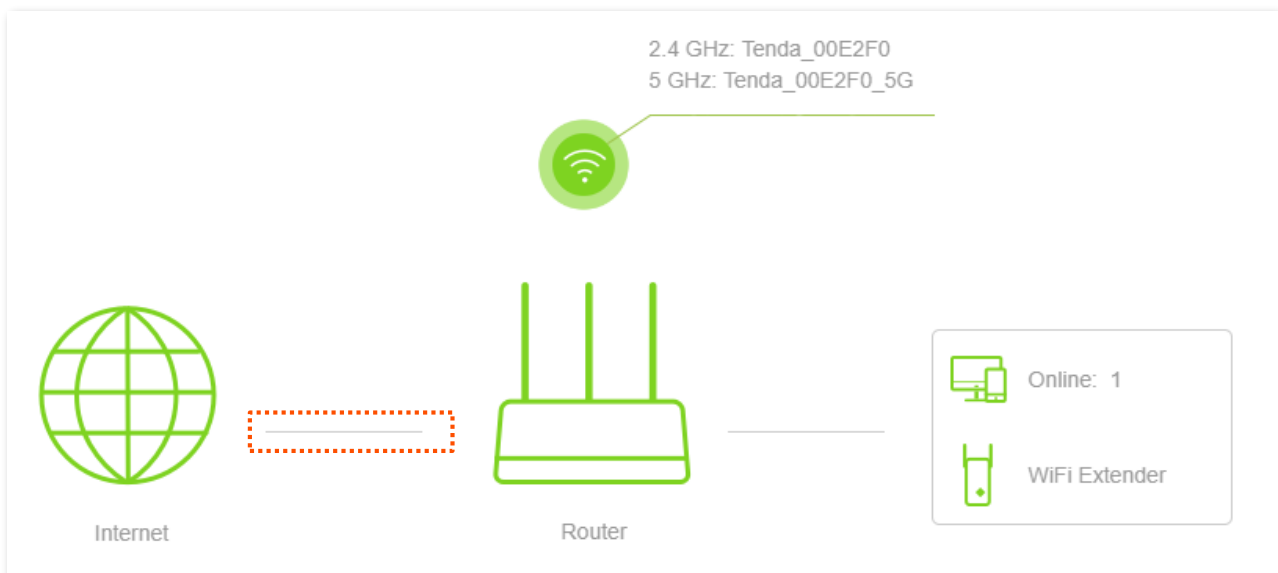 2.4 GHz: Tenda_00E2F0
5 GHz: Tenda_00E2F0_5G
Online: 1
WiFi Extender
Internet
Router